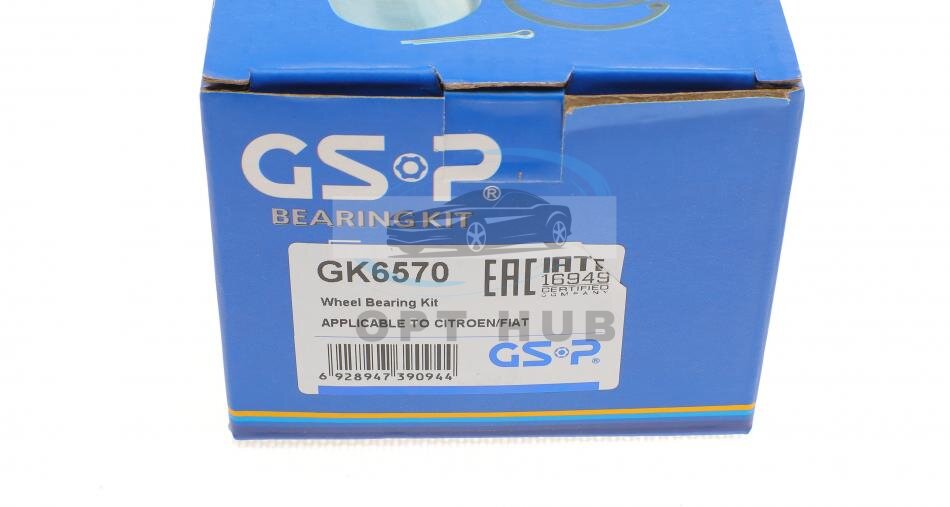 GSP®
BEARING KIT
GK6570
EAC
IATF
16949
CERTIFIED
COMPANY
Wheel Bearing Kit
APPLICABLE TO CITROEN/FIAT
OPT HUB
GSP
6 928947 390944